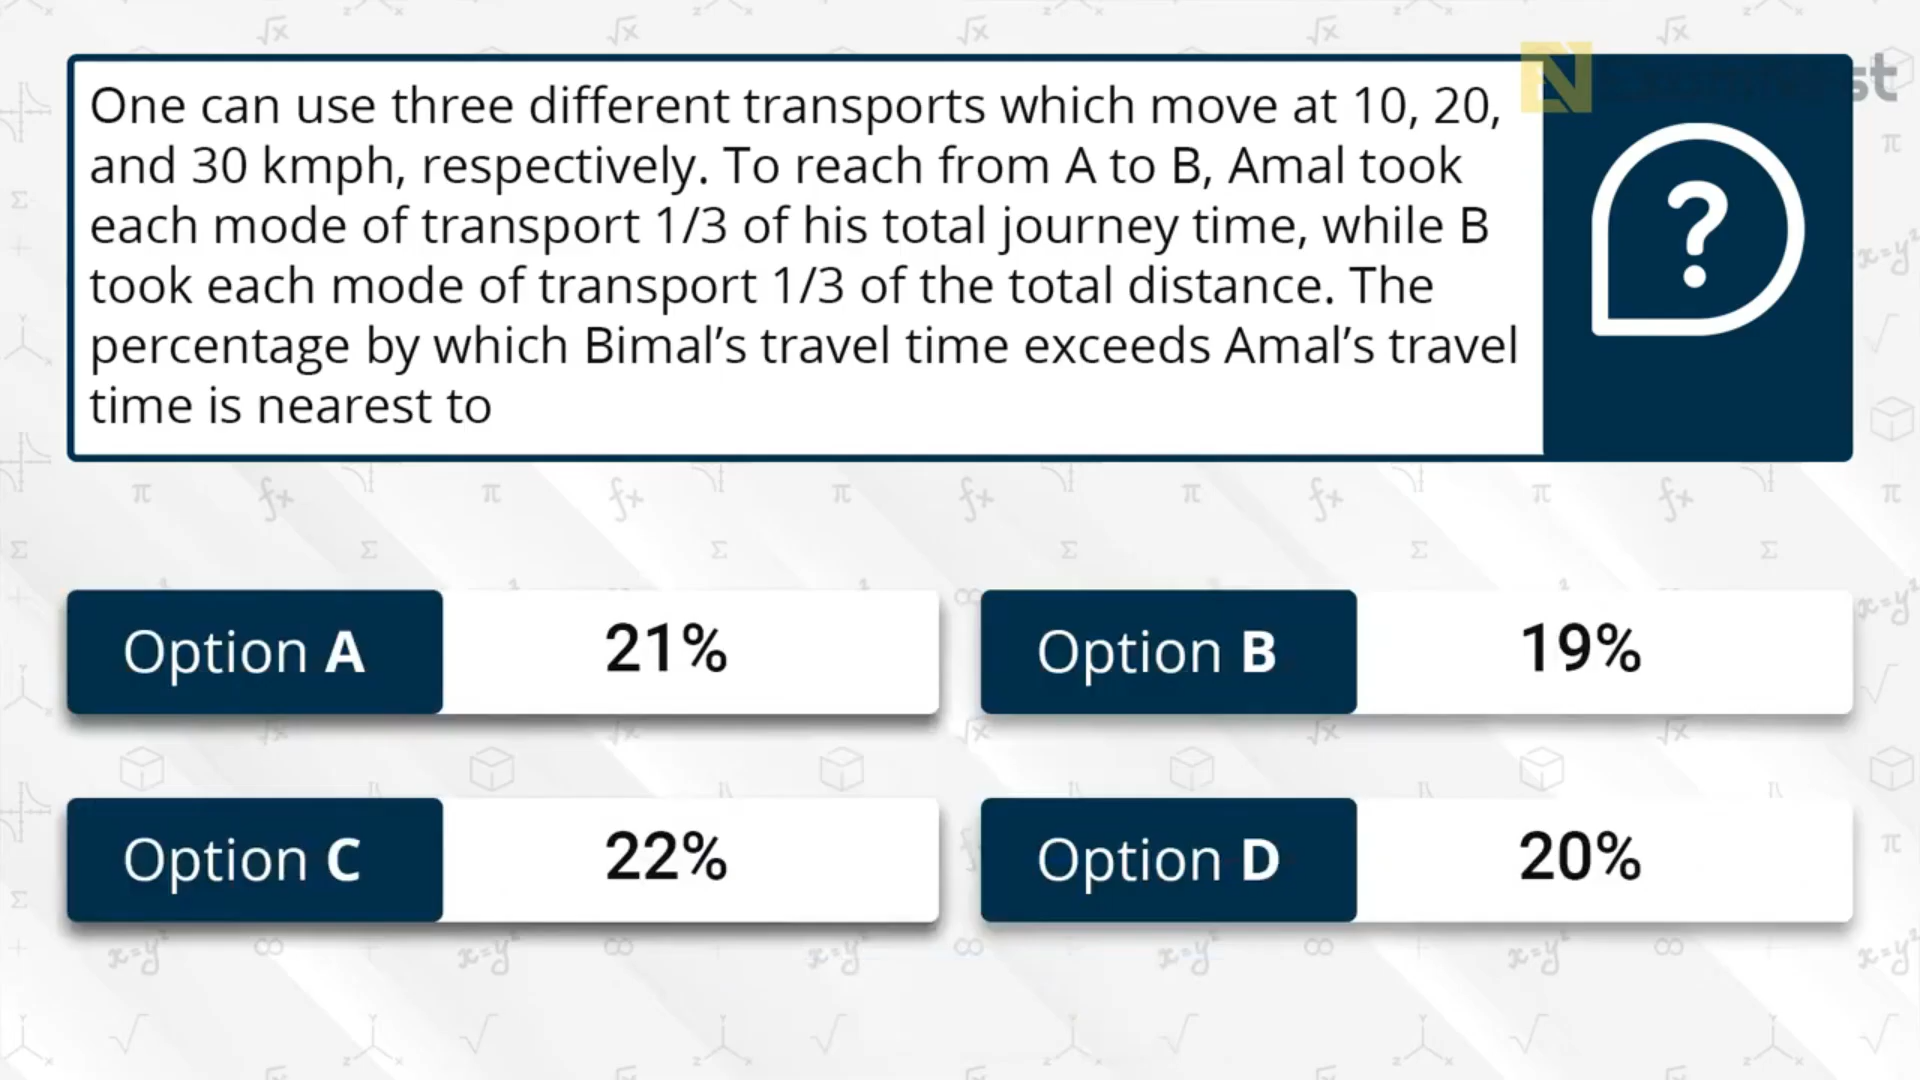 One can use three different transports which move at 10, 20,
and 30 kmph, respectively. To reach from A to B, Amal took
each mode of transport 1/3 of his total journey time, while B
took each mode of transport 1/3 of the total distance. The
percentage by which Bimal’s travel time exceeds Amal’s travel
time is nearest to
?
Option A 21%
Option B 19%
Option C 22%
Option D 20%